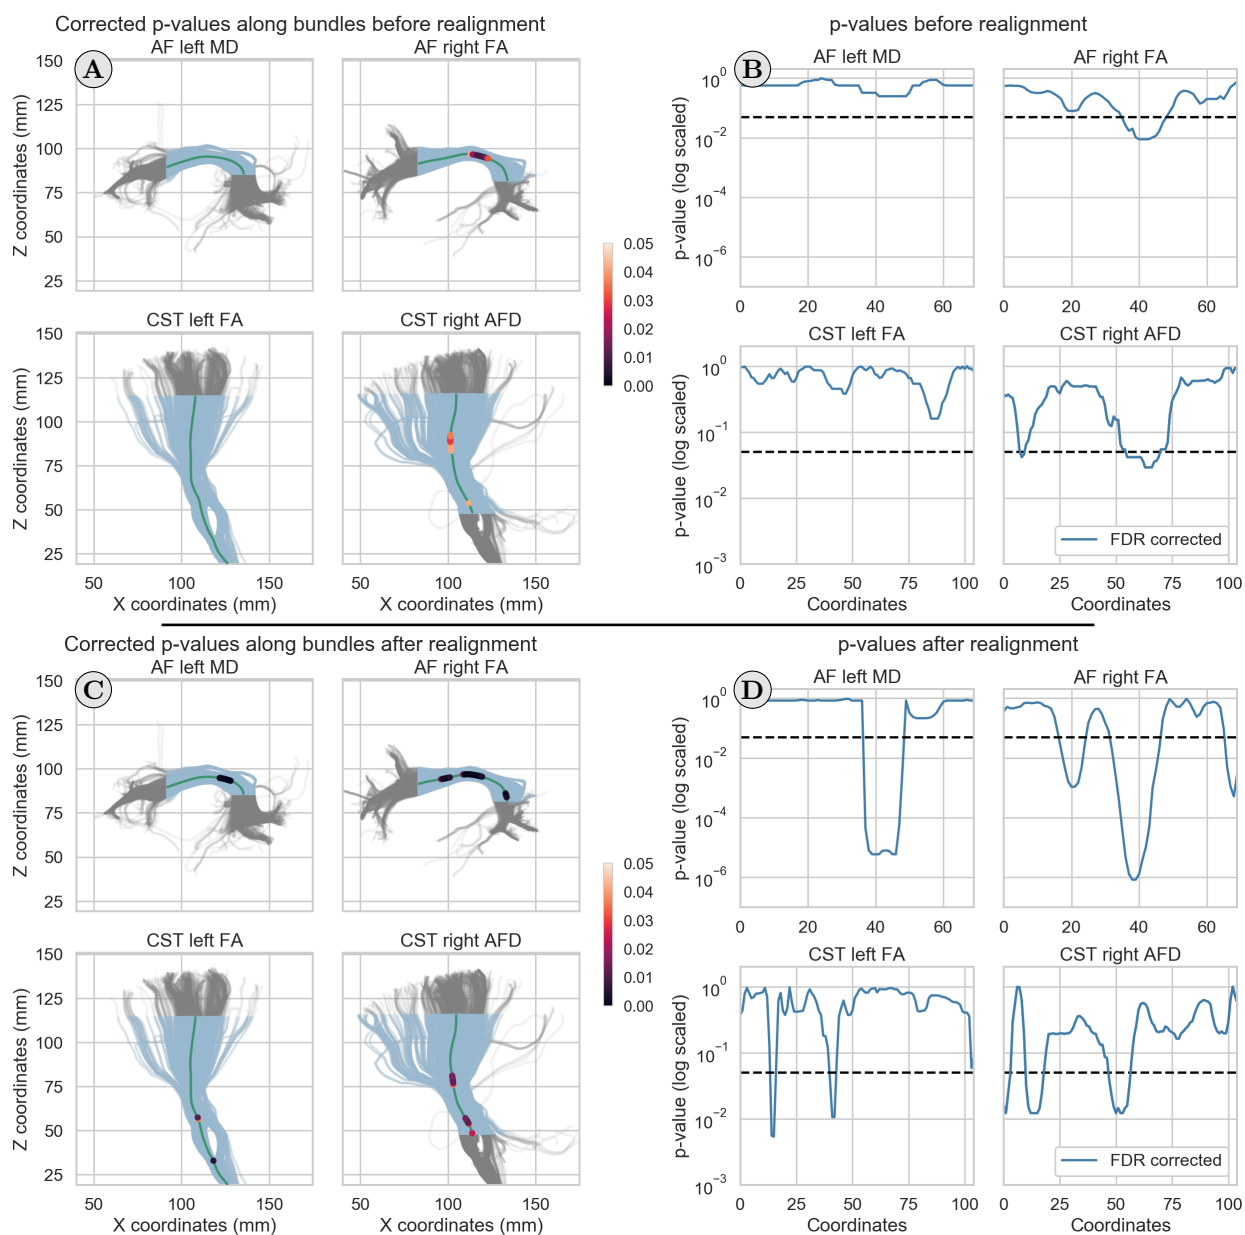 Corrected p-values along bundles before realignment
A
AF left MD
AF right FA
Z coordinates (mm)
150
125
100
75
50
25
CST left FA
CST right AFD
Z coordinates (mm)
150
125
100
75
50
25
50 100 150
50 100 150
X coordinates (mm)
X coordinates (mm)
0.05
0.04
0.03
0.02
0.01
0.00
p-values before realignment
B
AF left MD
AF right FA
p-value (log scaled)
10⁰
10⁻²
10⁻⁴
10⁻⁶
0 20 40 60
0 20 40 60
CST left FA
CST right AFD
p-value (log scaled)
10⁰
10⁻¹
10⁻²
10⁻³
FDR corrected
0 25 50 75 100
0 25 50 75 100
Coordinates
Coordinates
Corrected p-values along bundles after realignment
C
AF left MD
AF right FA
Z coordinates (mm)
150
125
100
75
50
25
CST left FA
CST right AFD
Z coordinates (mm)
150
125
100
75
50
25
50 100 150
50 100 150
X coordinates (mm)
X coordinates (mm)
0.05
0.04
0.03
0.02
0.01
0.00
p-values after realignment
D
AF left MD
AF right FA
p-value (log scaled)
10⁰
10⁻²
10⁻⁴
10⁻⁶
0 20 40 60
0 20 40 60
CST left FA
CST right AFD
p-value (log scaled)
10⁰
10⁻¹
10⁻²
10⁻³
FDR corrected
0 25 50 75 100
0 25 50 75 100
Coordinates
Coordinates